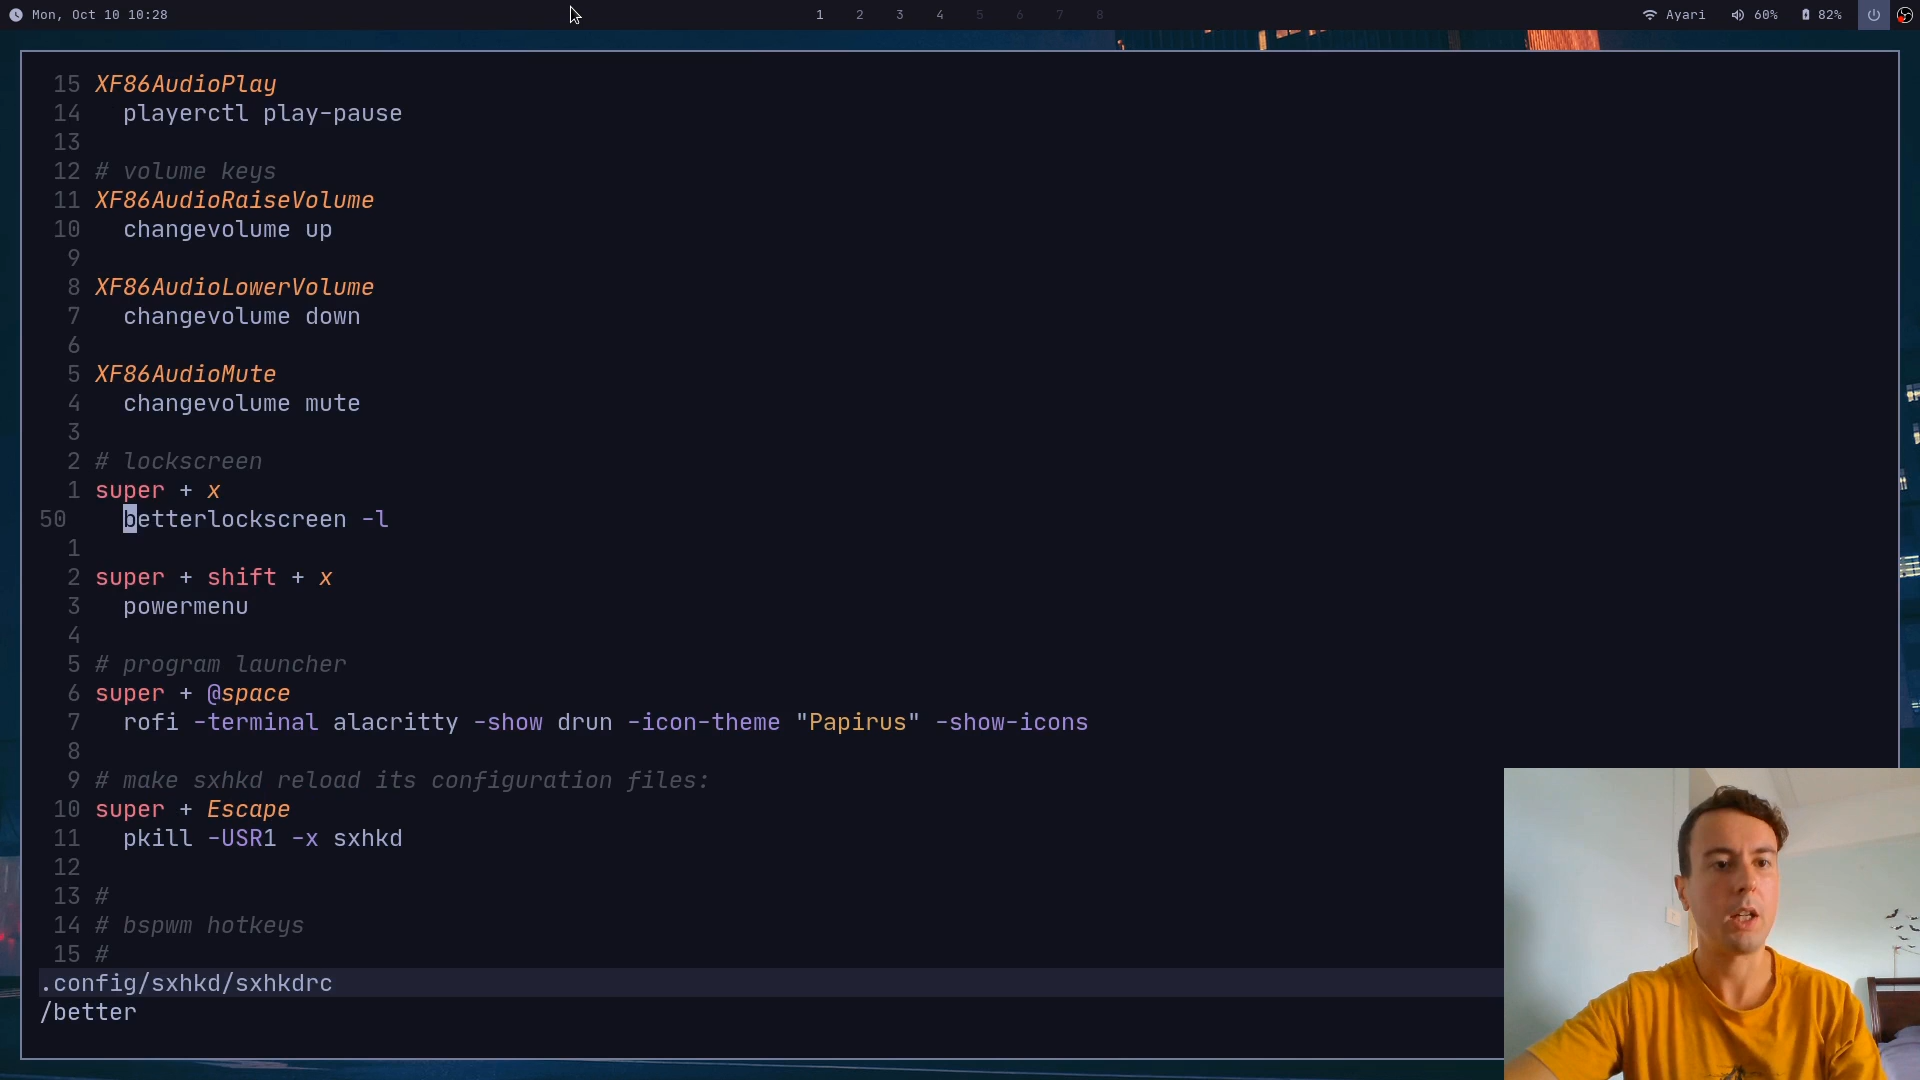 Mon, Oct 10 10:28 1 2 3 4 5 6 7 8 Ayari 60% 82%
15 XF86AudioPlay
14 playerctl play-pause
13
12 # volume keys
11 XF86AudioRaiseVolume
10 changevolume up
9
8 XF86AudioLowerVolume
7 changevolume down
6
5 XF86AudioMute
4 changevolume mute
3
2 # lockscreen
1 super + x
50 betterlockscreen -l
1
2 super + shift + x
3 powermenu
4
5 # program launcher
6 super + @space
7 rofi -terminal alacritty -show drun -icon-theme "Papirus" -show-icons
8
9 # make sxhkd reload its configuration files:
10 super + Escape
11 pkill -USR1 -x sxhkd
12
13 #
14 # bspwm hotkeys
15 #
.config/sxhkd/sxhkdrc
/better